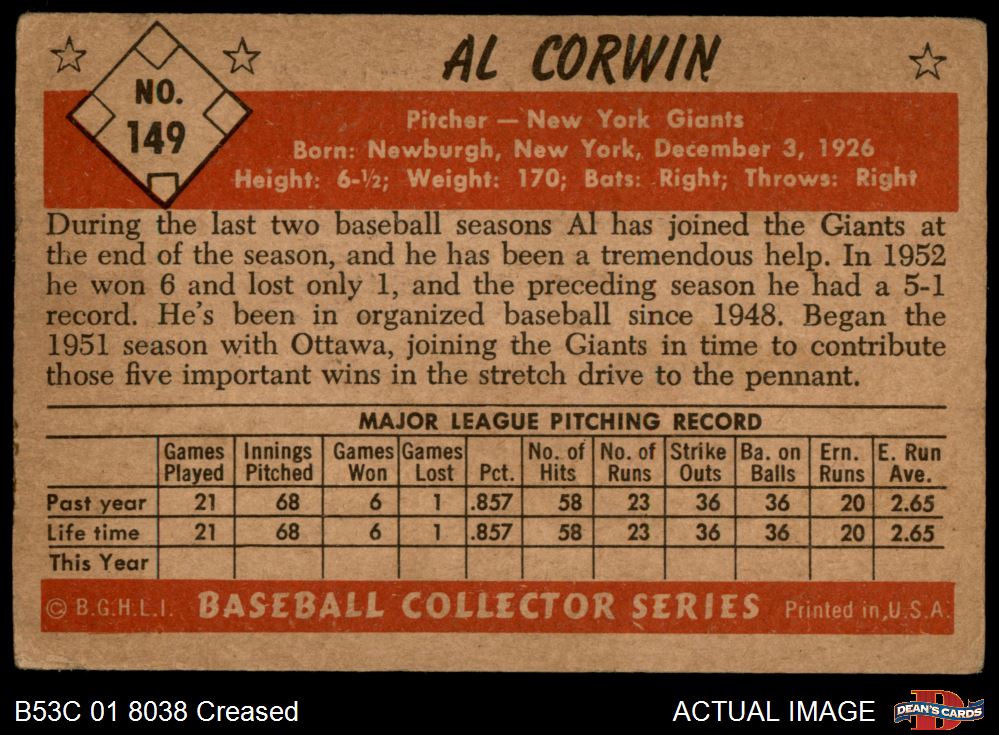 NO.
149
AL CORWIN
Pitcher — New York Giants
Born: Newburgh, New York, December 3, 1926
Height: 6-½; Weight: 170; Bats: Right; Throws: Right
During the last two baseball seasons Al has joined the Giants at
the end of the season, and he has been a tremendous help. In 1952
he won 6 and lost only 1, and the preceding season he had a 5-1
record. He's been in organized baseball since 1948. Began the
1951 season with Ottawa, joining the Giants in time to contribute
those five important wins in the stretch drive to the pennant.
MAJOR LEAGUE PITCHING RECORD
Games Innings Games Games No. of No. of Strike Ba. on Ern. E. Run
Played Pitched Won Lost Pct. Hits Runs Outs Balls Runs Ave.
Past year 21 68 6 1 .857 58 23 36 36 20 2.65
Life time 21 68 6 1 .857 58 23 36 36 20 2.65
This Year
© B.G.H.L.I. BASEBALL COLLECTOR SERIES Printed in U.S.A.
B53C 01 8038 Creased ACTUAL IMAGE D DEAN'S CARDS